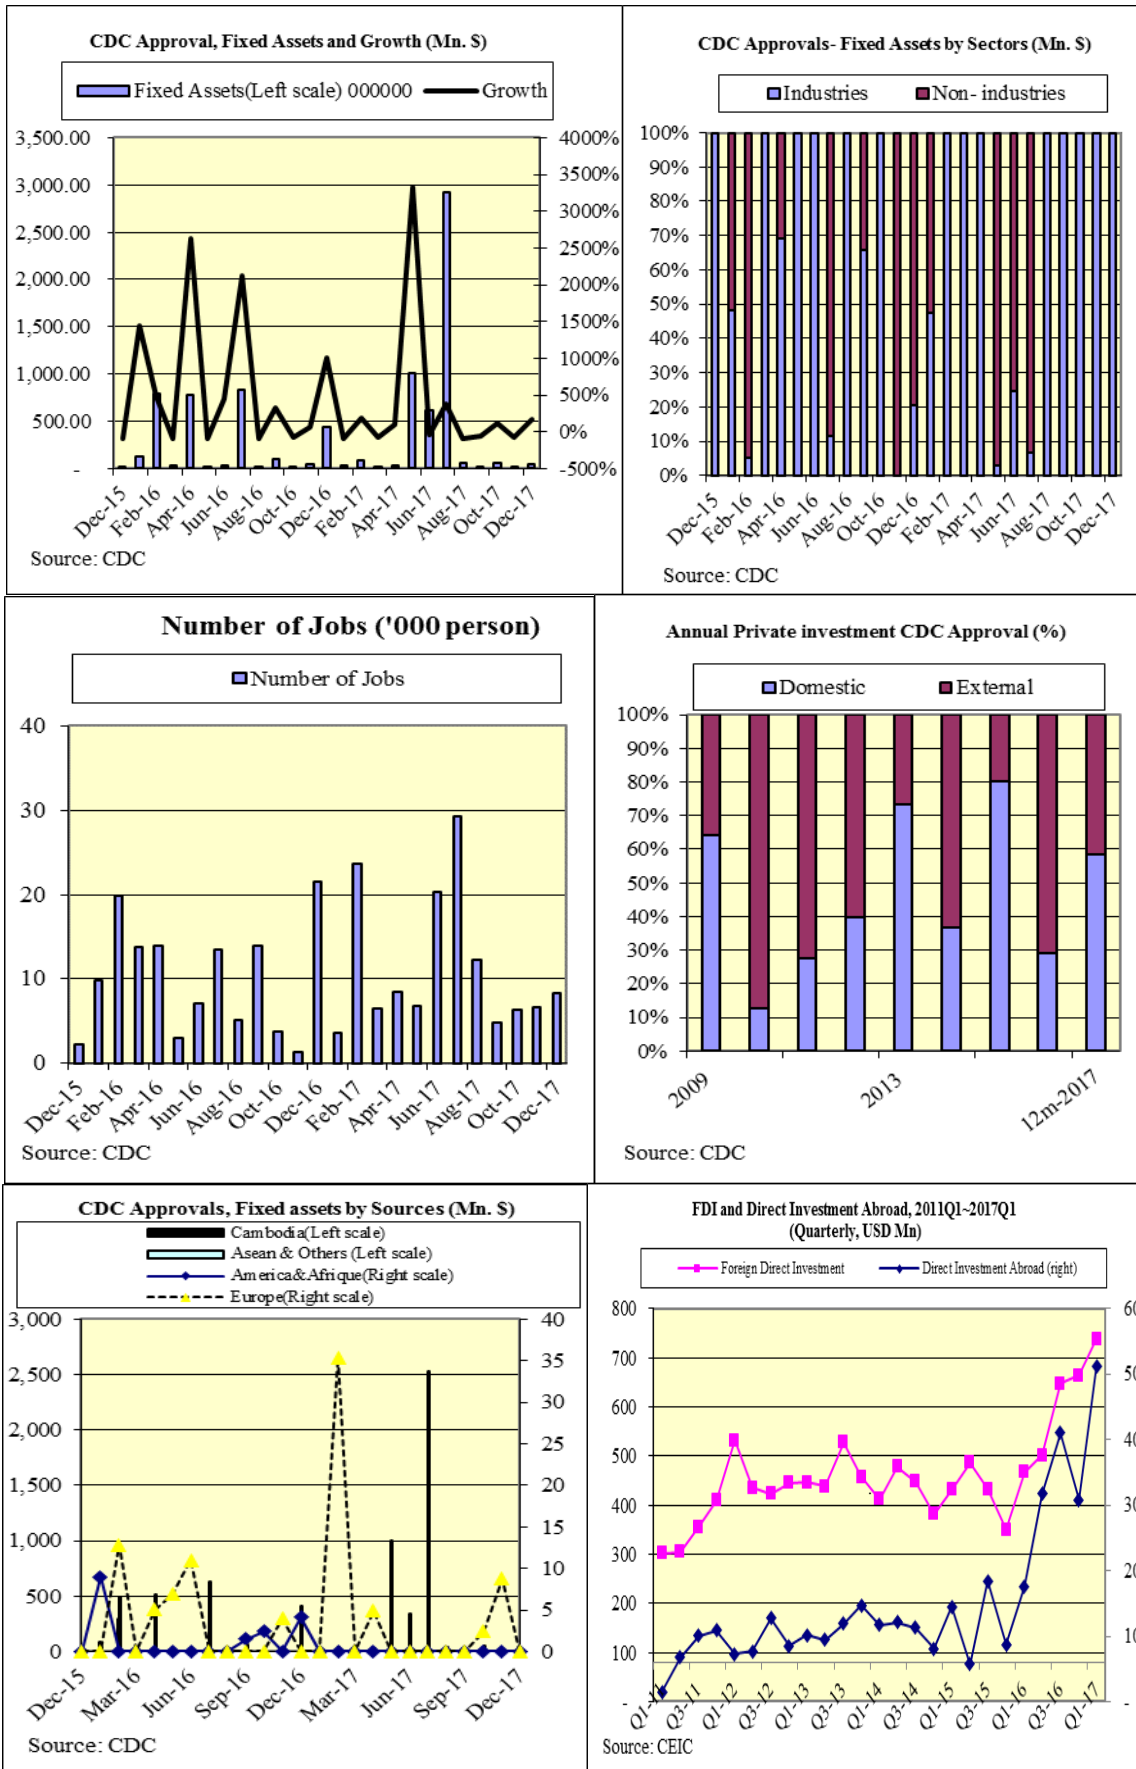 CDC Approval, Fixed Assets and Growth (Mn. $)
Fixed Assets(Left scale) 000000
Growth
3,500.00
3,000.00
2,500.00
2,000.00
1,500.00
1,000.00
500.00
-
4000%
3500%
3000%
2500%
2000%
1500%
1000%
500%
0%
-500%
Dec-15
Feb-16
Apr-16
Jun-16
Aug-16
Oct-16
Dec-16
Feb-17
Apr-17
Jun-17
Aug-17
Oct-17
Dec-17
Source: CDC
CDC Approvals- Fixed Assets by Sectors (Mn. $)
Industries
Non- industries
100%
90%
80%
70%
60%
50%
40%
30%
20%
10%
0%
Dec-15
Feb-16
Apr-16
Jun-16
Aug-16
Oct-16
Dec-16
Feb-17
Apr-17
Jun-17
Aug-17
Oct-17
Dec-17
Source: CDC
Number of Jobs ('000 person)
Number of Jobs
40
30
20
10
0
Dec-15
Feb-16
Apr-16
Jun-16
Aug-16
Oct-16
Dec-16
Feb-17
Apr-17
Jun-17
Aug-17
Oct-17
Dec-17
Source: CDC
Annual Private investment CDC Approval (%)
Domestic
External
100%
90%
80%
70%
60%
50%
40%
30%
20%
10%
0%
2009
2013
12m-2017
Source: CDC
CDC Approvals, Fixed assets by Sources (Mn. $)
Cambodia(Left scale)
Asean & Others (Left scale)
America&Afrique(Right scale)
Europe(Right scale)
3,000
2,500
2,000
1,500
1,000
500
0
40
35
30
25
20
15
10
5
0
Dec-15
Mar-16
Jun-16
Sep-16
Dec-16
Mar-17
Jun-17
Sep-17
Dec-17
Source: CDC
FDI and Direct Investment Abroad, 2011Q1~2017Q1
(Quarterly, USD Mn)
Foreign Direct Investment
Direct Investment Abroad (right)
800
700
600
500
400
300
200
100
-
Q1-11
Q3-11
Q1-12
Q3-12
Q1-13
Q3-13
Q1-14
Q3-14
Q1-15
Q3-15
Q1-16
Q3-16
Q1-17
Source: CEIC